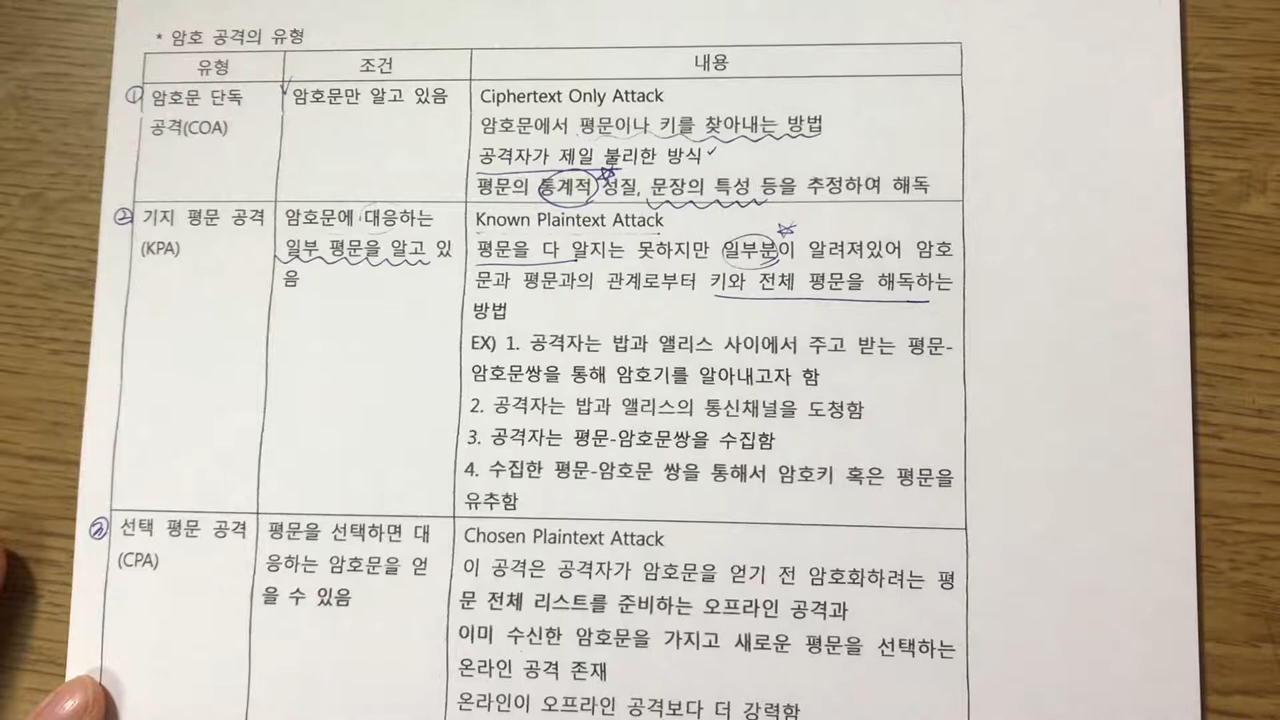 * 암호 공격의 유형
유형 조건 내용
① 암호문 단독
공격(COA)
암호문만 알고 있음
Ciphertext Only Attack
암호문에서 평문이나 키를 찾아내는 방법
공격자가 제일 불리한 방식
평문의 통계적 성질, 문장의 특성 등을 추정하여 해독
② 기지 평문 공격
(KPA)
암호문에 대응하는
일부 평문을 알고 있
음
Known Plaintext Attack
평문을 다 알지는 못하지만 일부분이 알려져있어 암호
문과 평문과의 관계로부터 키와 전체 평문을 해독하는
방법
EX) 1. 공격자는 밥과 앨리스 사이에서 주고 받는 평문-
암호문쌍을 통해 암호기를 알아내고자 함
2. 공격자는 밥과 앨리스의 통신채널을 도청함
3. 공격자는 평문-암호문쌍을 수집함
4. 수집한 평문-암호문 쌍을 통해서 암호키 혹은 평문을
유추함
③ 선택 평문 공격
(CPA)
평문을 선택하면 대
응하는 암호문을 얻
을 수 있음
Chosen Plaintext Attack
이 공격은 공격자가 암호문을 얻기 전 암호화하려는 평
문 전체 리스트를 준비하는 오프라인 공격과
이미 수신한 암호문을 가지고 새로운 평문을 선택하는
온라인 공격 존재
온라인이 오프라인 공격보다 더 강력함